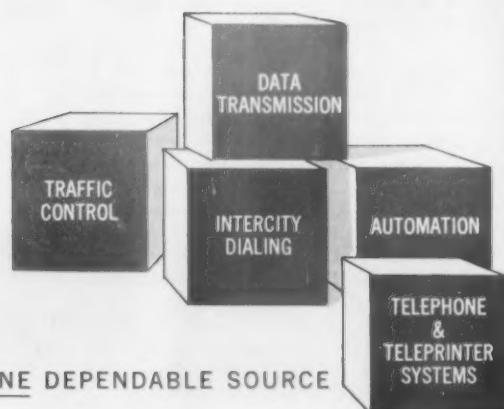 DATA
TRANSMISSION
TRAFFIC
CONTROL
INTERCITY
DIALING
AUTOMATION
TELEPHONE
&
TELEPRINTER
SYSTEMS
NE DEPENDABLE SOURCE